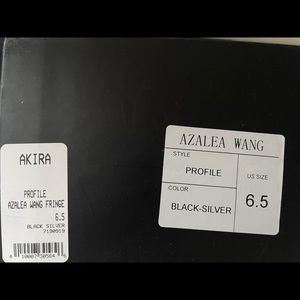 AKIRA
PROFILE
AZALEA WANG FRINGE
6.5
BLACK SILVER
7190919
AZALEA WANG
STYLE
PROFILE
US SIZE
6.5
COLOR
BLACK-SILVER